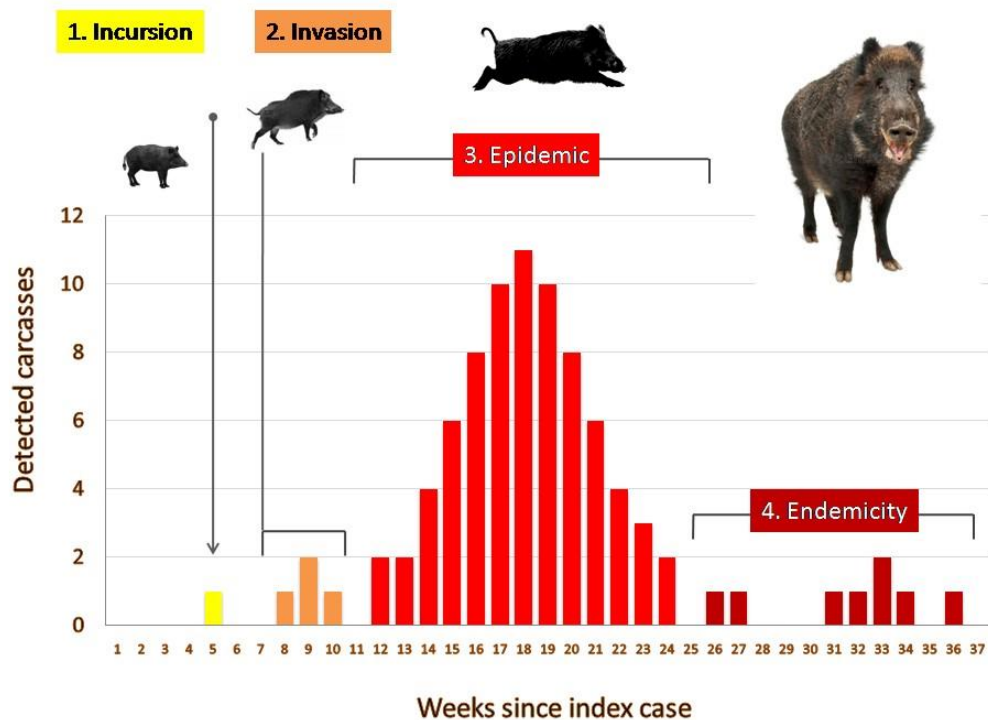 1. Incursion
2. Invasion
3. Epidemic
4. Endemicity
Detected carcasses
12
10
8
6
4
2
0
1 2 3 4 5 6 7 8 9 10 11 12 13 14 15 16 17 18 19 20 21 22 23 24 25 26 27 28 29 30 31 32 33 34 35 36 37
Weeks since index case